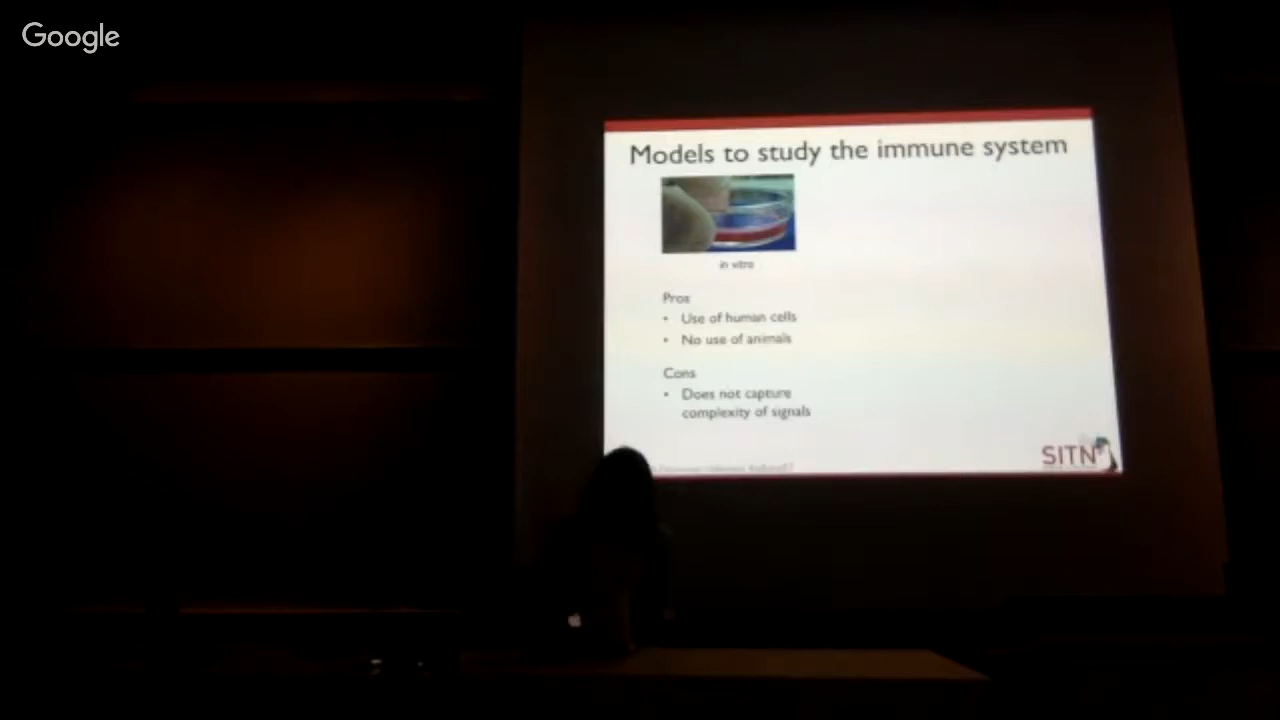 Google
Models to study the immune system
in vitro
Pros
• Use of human cells
• No use of animals
Cons
• Does not capture
complexity of signals
SITN